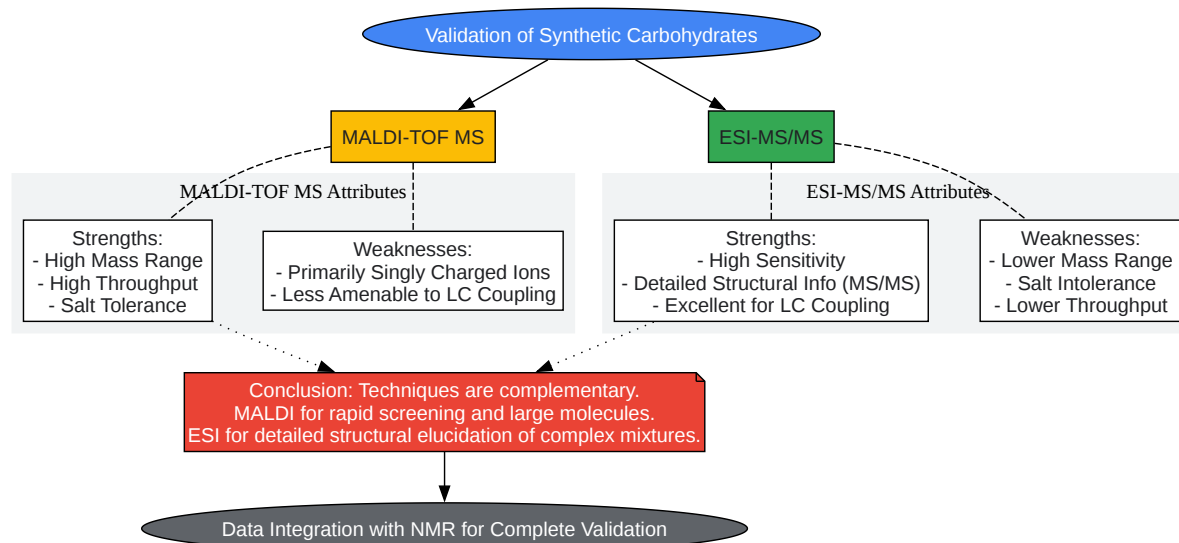 Validation of Synthetic Carbohydrates
MALDI-TOF MS
ESI-MS/MS
MALDI-TOF MS Attributes
Strengths:
- High Mass Range
- High Throughput
- Salt Tolerance
Weaknesses:
- Primarily Singly Charged Ions
- Less Amenable to LC Coupling
ESI-MS/MS Attributes
Strengths:
- High Sensitivity
- Detailed Structural Info (MS/MS)
- Excellent for LC Coupling
Weaknesses:
- Lower Mass Range
- Salt Intolerance
- Lower Throughput
Conclusion: Techniques are complementary.
MALDI for rapid screening and large molecules.
ESI for detailed structural elucidation of complex mixtures.
Data Integration with NMR for Complete Validation